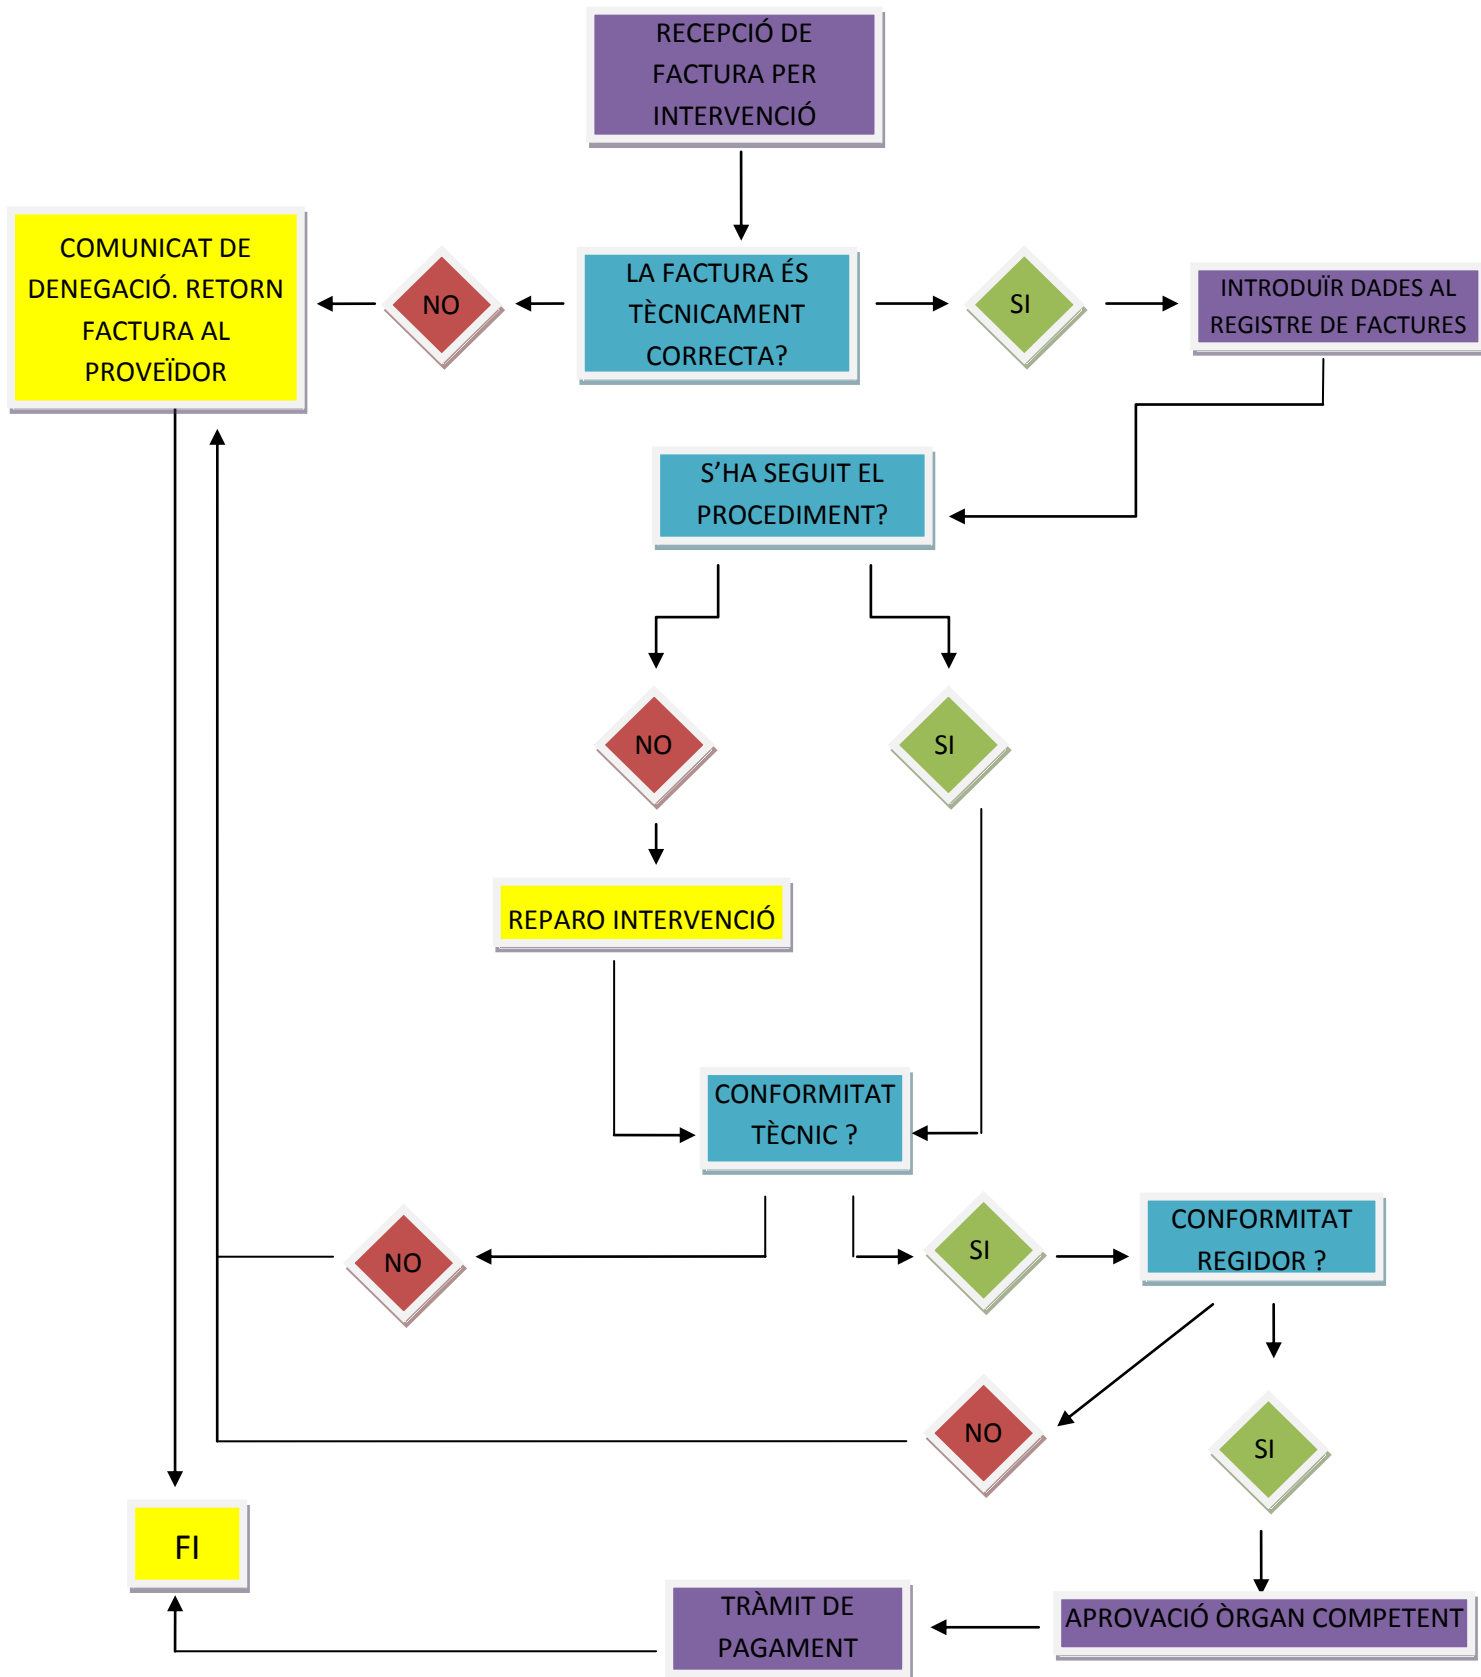 RECEPCIÓ DE
FACTURA PER
INTERVENCIÓ
COMUNICAT DE
DENEGACIÓ. RETORN
FACTURA AL
PROVEÏDOR
NO
LA FACTURA ÉS
TÈCNICAMENT
CORRECTA?
SI
INTRODUÏR DADES AL
REGISTRE DE FACTURES
S’HA SEGUIT EL
PROCEDIMENT?
NO
SI
REPARO INTERVENCIÓ
CONFORMITAT
TÈCNIC ?
NO
SI
CONFORMITAT
REGIDOR ?
NO
SI
FI
TRÀMIT DE
PAGAMENT
APROVACIÓ ÒRGAN COMPETENT